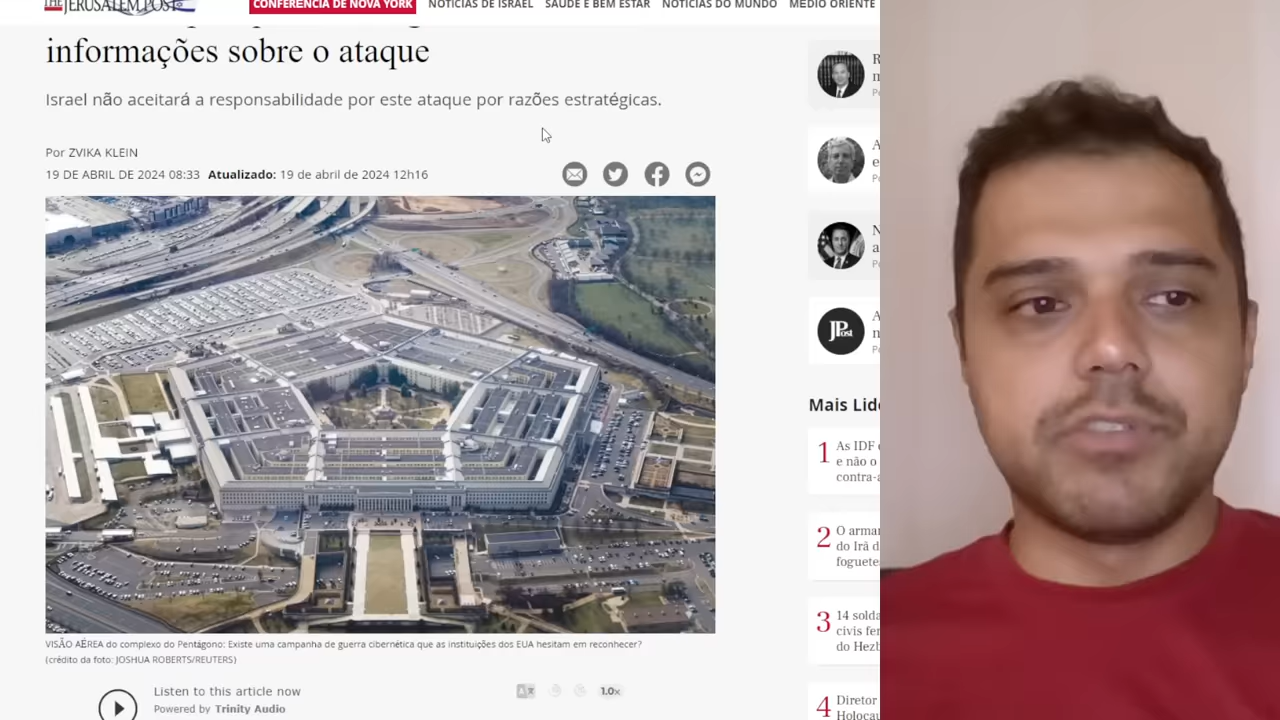 THE JERUSALEM POST
CONFERÊNCIA DE NOVA YORK
NOTÍCIAS DE ISRAEL
SAÚDE E BEM ESTAR
NOTÍCIAS DO MUNDO
MÉDIO ORIENTE
informações sobre o ataque
Israel não aceitará a responsabilidade por este ataque por razões estratégicas.
Por ZVIKA KLEIN
19 DE ABRIL DE 2024 08:33 Atualizado: 19 de abril de 2024 12h16
VISÃO AÉREA do complexo do Pentágono: Existe uma campanha de guerra cibernética que as instituições dos EUA hesitam em reconhecer?
(crédito da foto: JOSHUA ROBERTS/REUTERS)
Listen to this article now
Powered by Trinity Audio
1.0x
JPost
Mais Lid
1 As IDF
e não o
contra-a
2 O arma
do Irã d
foguete
3 14 solda
civis fer
do Hezb
4 Diretor
Holoca